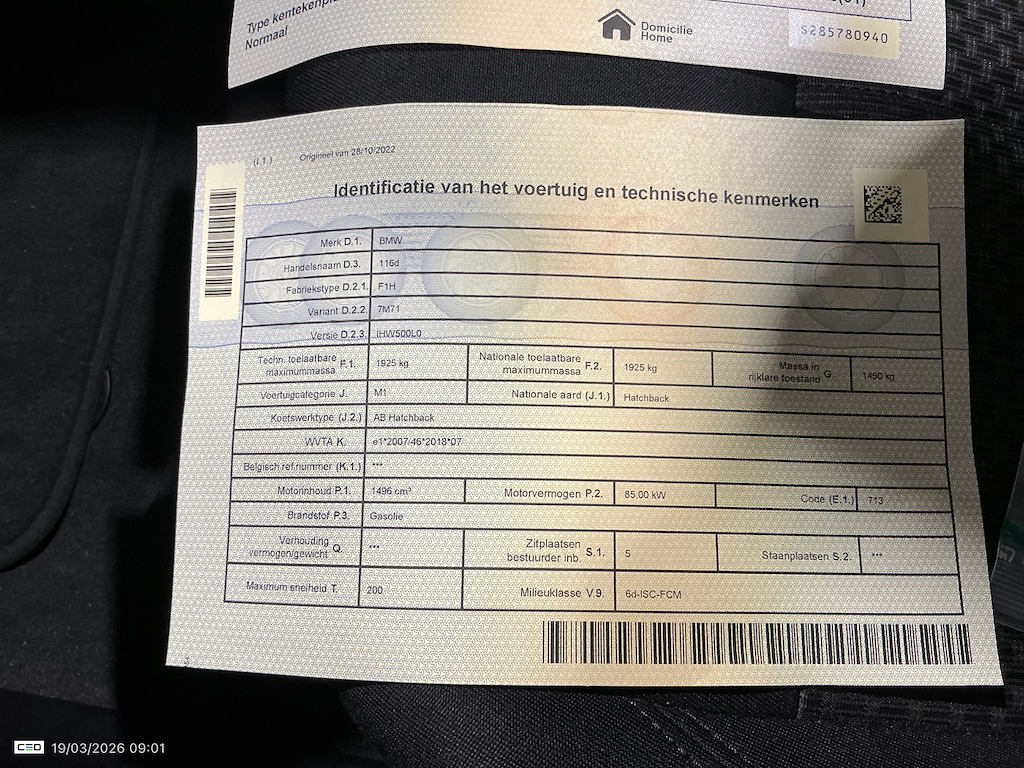 Type kentekenpl
Normaal
Domicilie
Home
S285780940
(I.1.) Origineel van 28/10/2022
Identificatie van het voertuig en technische kenmerken
Merk D.1. BMW
Handelsnaam D.3. 116d
Fabriekstype D.2.1. F1H
Variant D.2.2. 7M71
Versie D.2.3. IHW500L0
Techn. toelaatbare maximummassa F.1. 1925 kg Nationale toelaatbare maximummassa F.2. 1925 kg Massa in rijklare toestand G. 1450 kg
Voertuigcategorie J. M1 Nationale aard (J.1.) Hatchback
Koetswerktype (J.2.) AB Hatchback
WVTA K. e1*2007/46*2018*07
Belgisch ref.nummer (K.1.) ***
Motorinhoud P.1. 1496 cm³ Motorvermogen P.2. 85,00 kW Code (E.1.) 713
Brandstof P.3. Gasolie
Verhouding vermogen/gewicht Q. *** Zitplaatsen bestuurder inb. S.1. 5 Staanplaatsen S.2. ***
Maximum snelheid T. 200 Milieuklasse V.9. 6d-ISC-FCM
CEO 19/03/2026 09:01